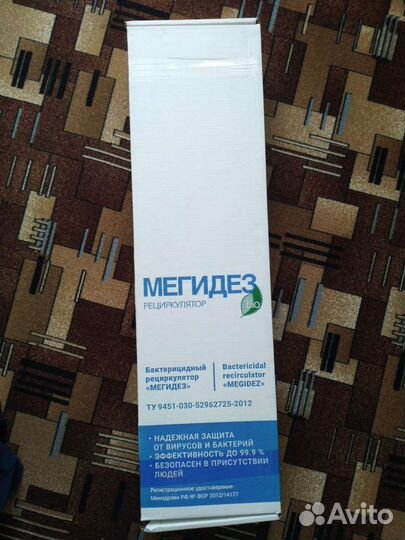 МЕГИДЕЗ
РЕЦИРКУЛЯТОР
bio
Бактерицидный
рециркулятор
«МЕГИДЕЗ»
Bactericidal
recirculator
«MEGIDEZ»
ТУ 9451-030-52962725-2012
• НАДЕЖНАЯ ЗАЩИТА
ОТ ВИРУСОВ И БАКТЕРИЙ
• ЭФФЕКТИВНОСТЬ ДО 99.9 %
• БЕЗОПАСЕН В ПРИСУТСТВИИ
ЛЮДЕЙ
Регистрационное удостоверение
Минздрава РФ № ФСР 2012/14177
Avito